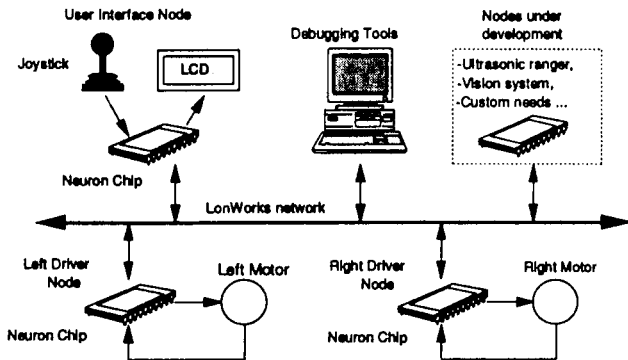 User Interface Node
Joystick
LCD
Neuron Chip
Debugging Tools
Nodes under
development
-Ultrasonic ranger,
-Vision system,
-Custom needs ...
LonWorks network
Left Driver
Node
Left Motor
Neuron Chip
Right Driver
Node
Right Motor
Neuron Chip